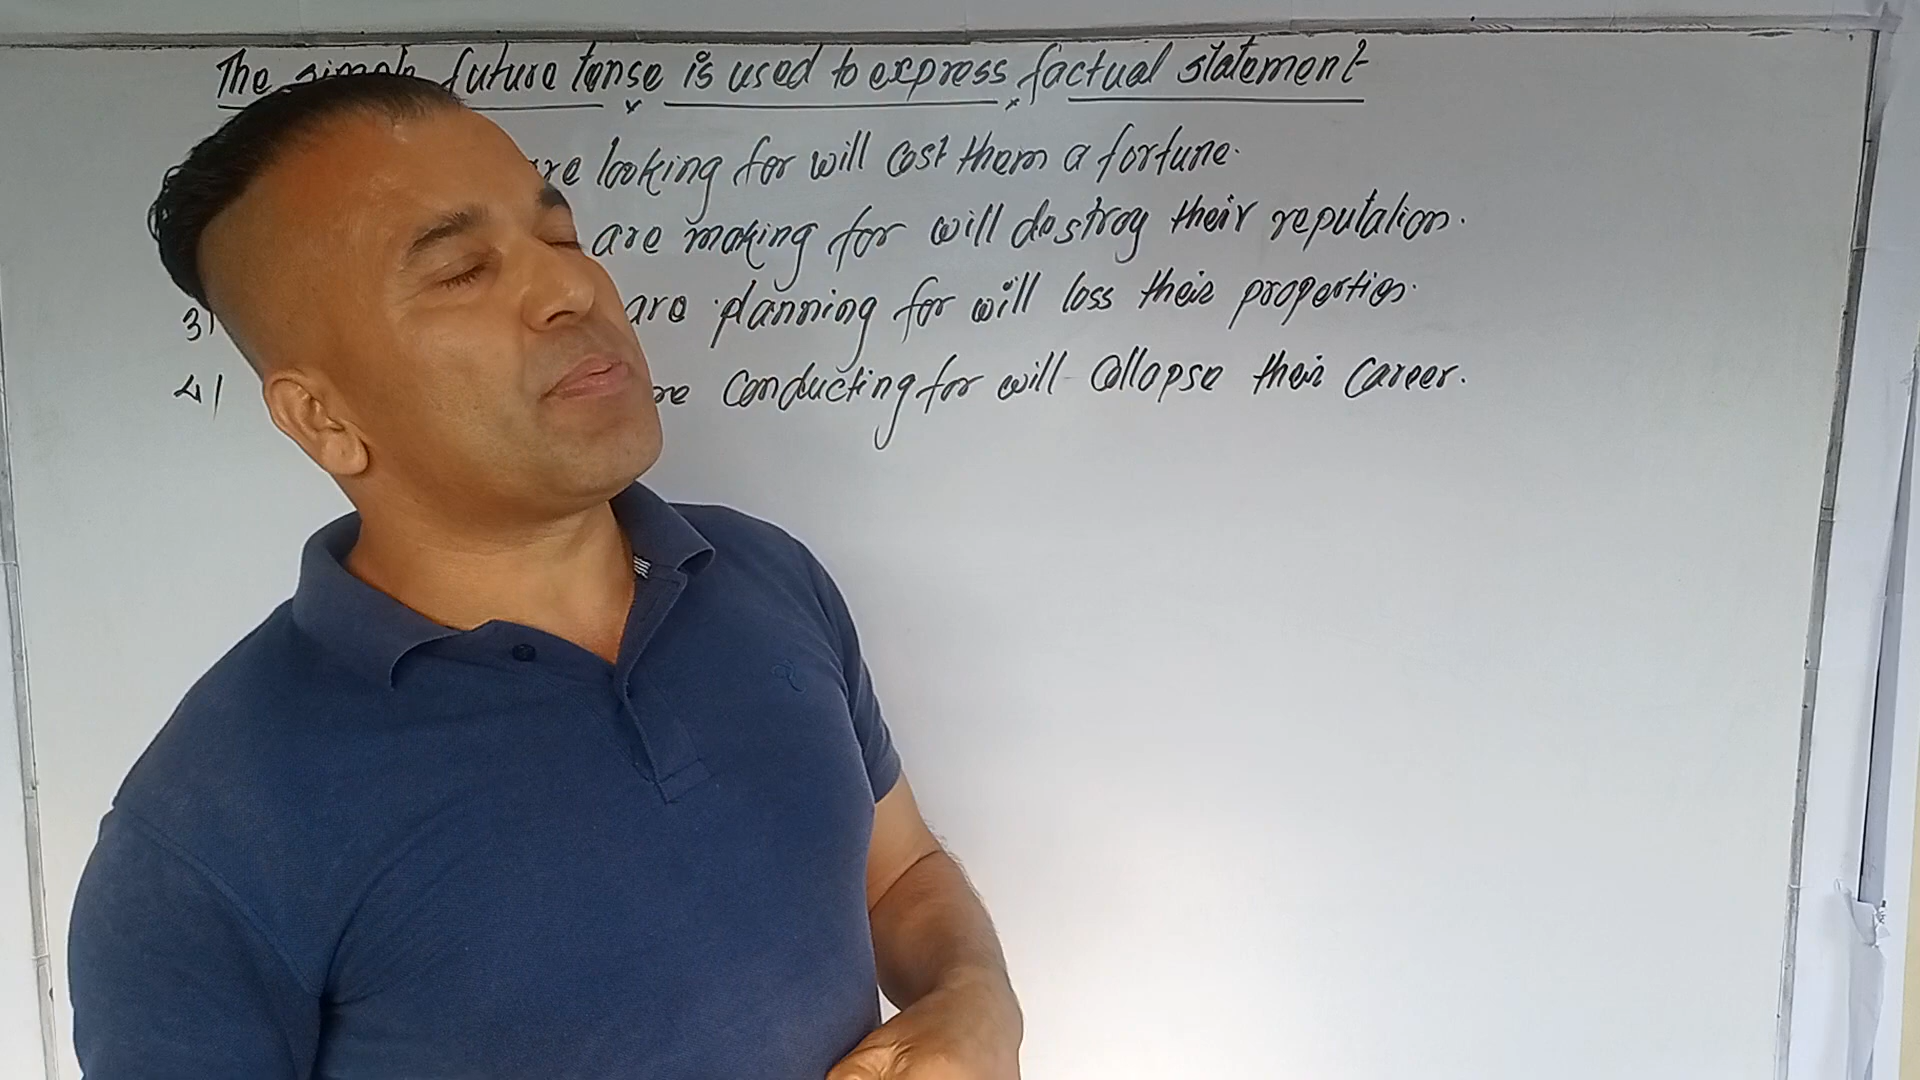 The simple future tense is used to express factual statement
are looking for will cost them a fortune.
are making for will destroy their reputation.
3| are planning for will loss their properties.
4| are conducting for will collapse their career.